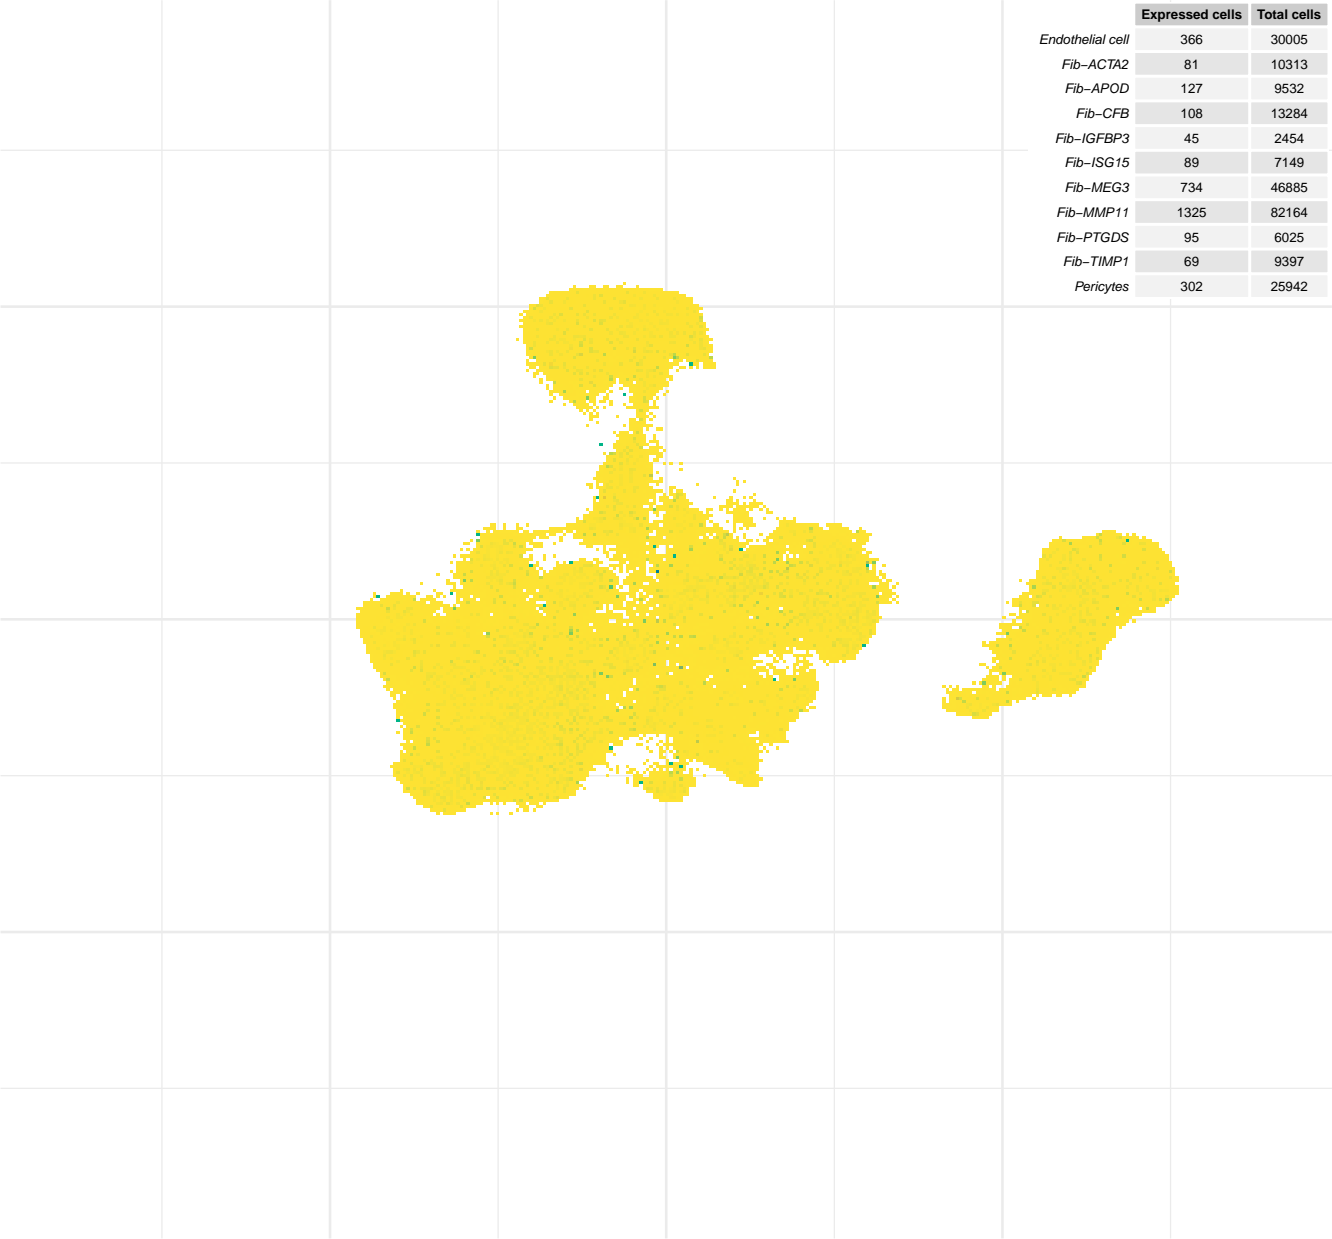 Expressed cells Total cells
Endothelial cell 366 30005
Fib−ACTA2 81 10313
Fib−APOD 127 9532
Fib−CFB 108 13284
Fib−IGFBP3 45 2454
Fib−ISG15 89 7149
Fib−MEG3 734 46885
Fib−MMP11 1325 82164
Fib−PTGDS 95 6025
Fib−TIMP1 69 9397
Pericytes 302 25942